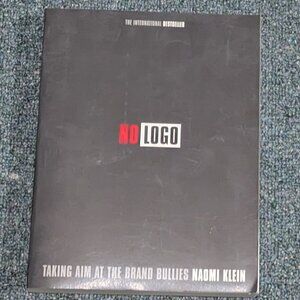 THE INTERNATIONAL BESTSELLER
NO LOGO
TAKING AIM AT THE BRAND BULLIES NAOMI KLEIN